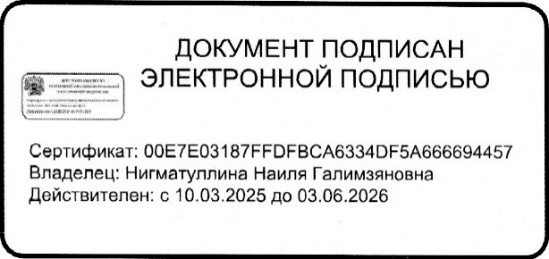 ДОКУМЕНТ ПОДПИСАН
ЭЛЕКТРОННОЙ ПОДПИСЬЮ
Сертификат: 00E7E03187FFDFBCA6334DF5A666694457
Владелец: Нигматуллина Наиля Галимзяновна
Действителен: с 10.03.2025 до 03.06.2026